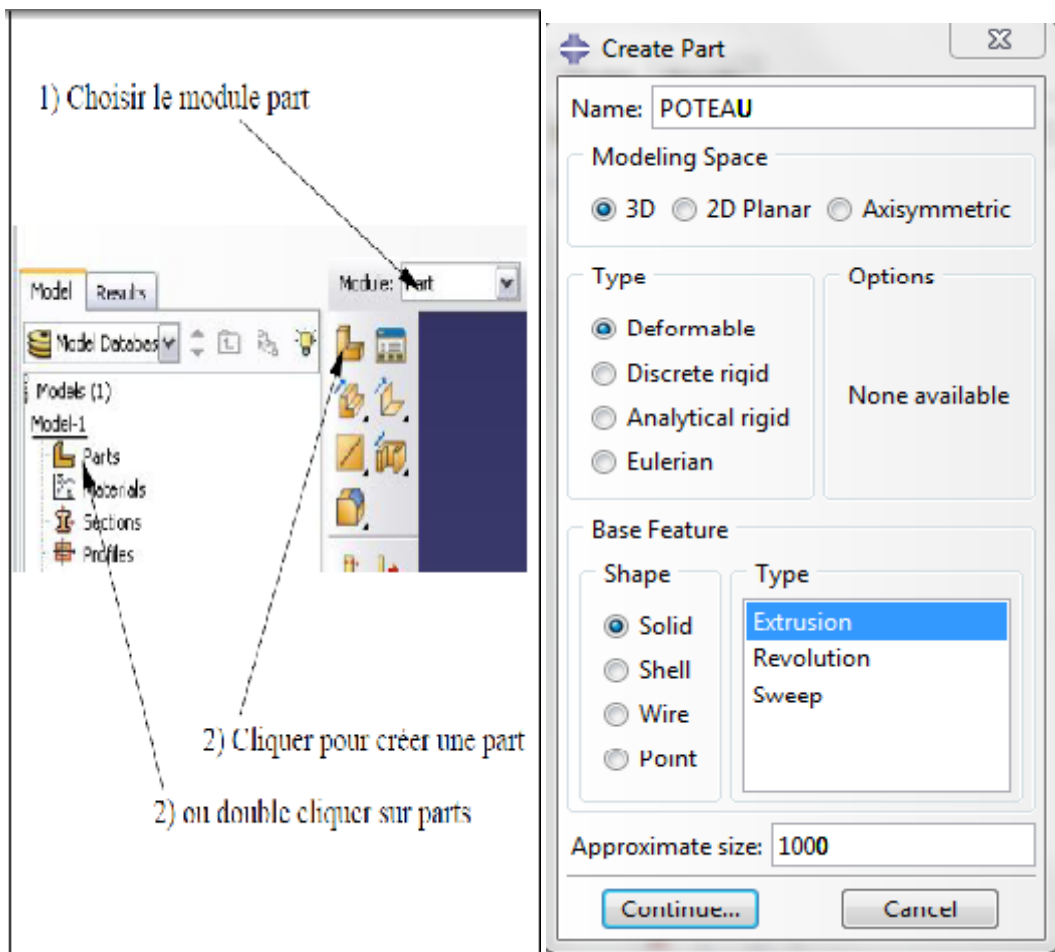 1) Choisir le module part
Model Results
Module: Part
Model Databas
Models (1)
Model-1
Parts
Materials
Sections
Profiles
2) Cliquer pour créer une part
2) ou double cliquer sur parts
Create Part
Name: POTEAU
Modeling Space
3D 2D Planar Axisymmetric
Type
Deformable
Discrete rigid
Analytical rigid
Eulerian
Options
None available
Base Feature
Shape
Solid
Shell
Wire
Point
Type
Extrusion
Revolution
Sweep
Approximate size: 1000
Continue... Cancel